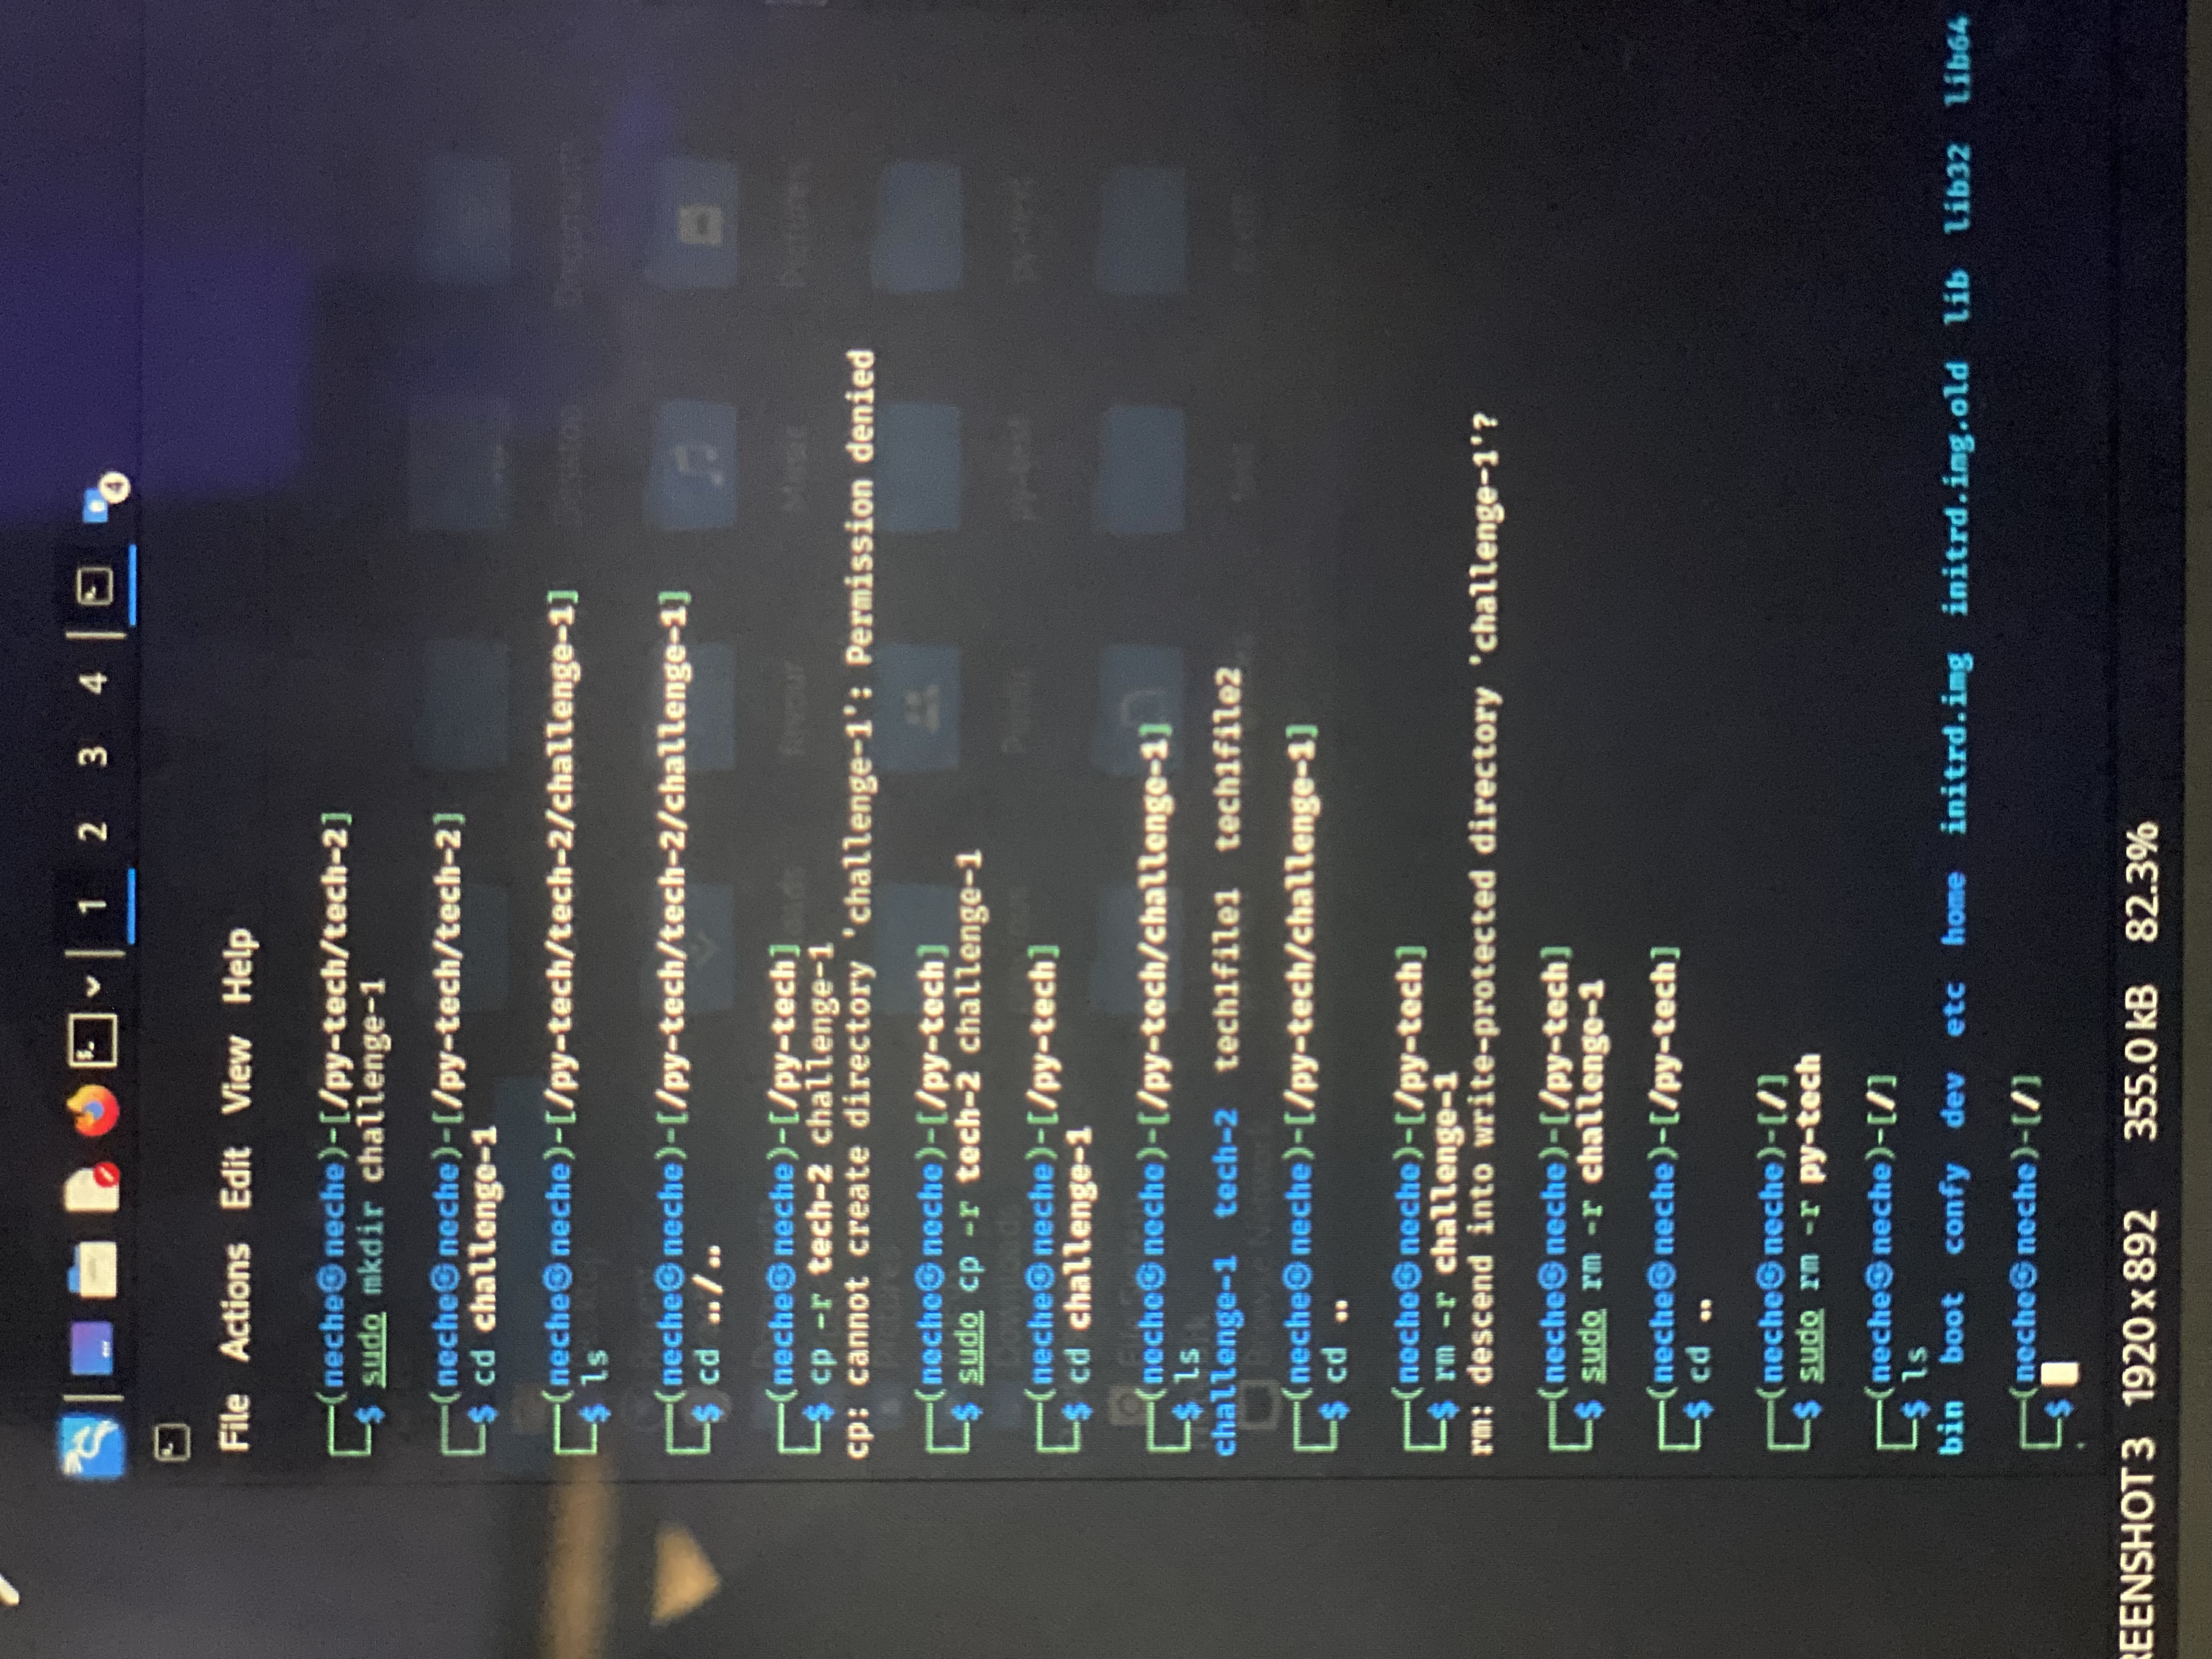 1 2 3 4 4
File Actions Edit View Help
┌──(neche㉿neche)-[/py-tech/tech-2]
└─$ sudo mkdir challenge-1
┌──(neche㉿neche)-[/py-tech/tech-2]
└─$ cd challenge-1
┌──(neche㉿neche)-[/py-tech/tech-2/challenge-1]
└─$ ls
┌──(neche㉿neche)-[/py-tech/tech-2/challenge-1]
└─$ cd ../..
┌──(neche㉿neche)-[/py-tech]
└─$ cp -r tech-2 challenge-1
cp: cannot create directory 'challenge-1': Permission denied
┌──(neche㉿neche)-[/py-tech]
└─$ sudo cp -r tech-2 challenge-1
┌──(neche㉿neche)-[/py-tech]
└─$ cd challenge-1
┌──(neche㉿neche)-[/py-tech/challenge-1]
└─$ ls
challenge-1 tech-2 tech1file1 tech1file2
┌──(neche㉿neche)-[/py-tech/challenge-1]
└─$ cd ..
┌──(neche㉿neche)-[/py-tech]
└─$ rm -r challenge-1
rm: descend into write-protected directory 'challenge-1'?
┌──(neche㉿neche)-[/py-tech]
└─$ sudo rm -r challenge-1
┌──(neche㉿neche)-[/py-tech]
└─$ cd ..
┌──(neche㉿neche)-[/]
└─$ sudo rm -r py-tech
┌──(neche㉿neche)-[/]
└─$ ls
bin boot confy dev etc home initrd.img initrd.img.old lib lib32 lib64
┌──(neche㉿neche)-[/]
└─$
REENSHOT 3 1920 x 892 355.0 kB 82.3%